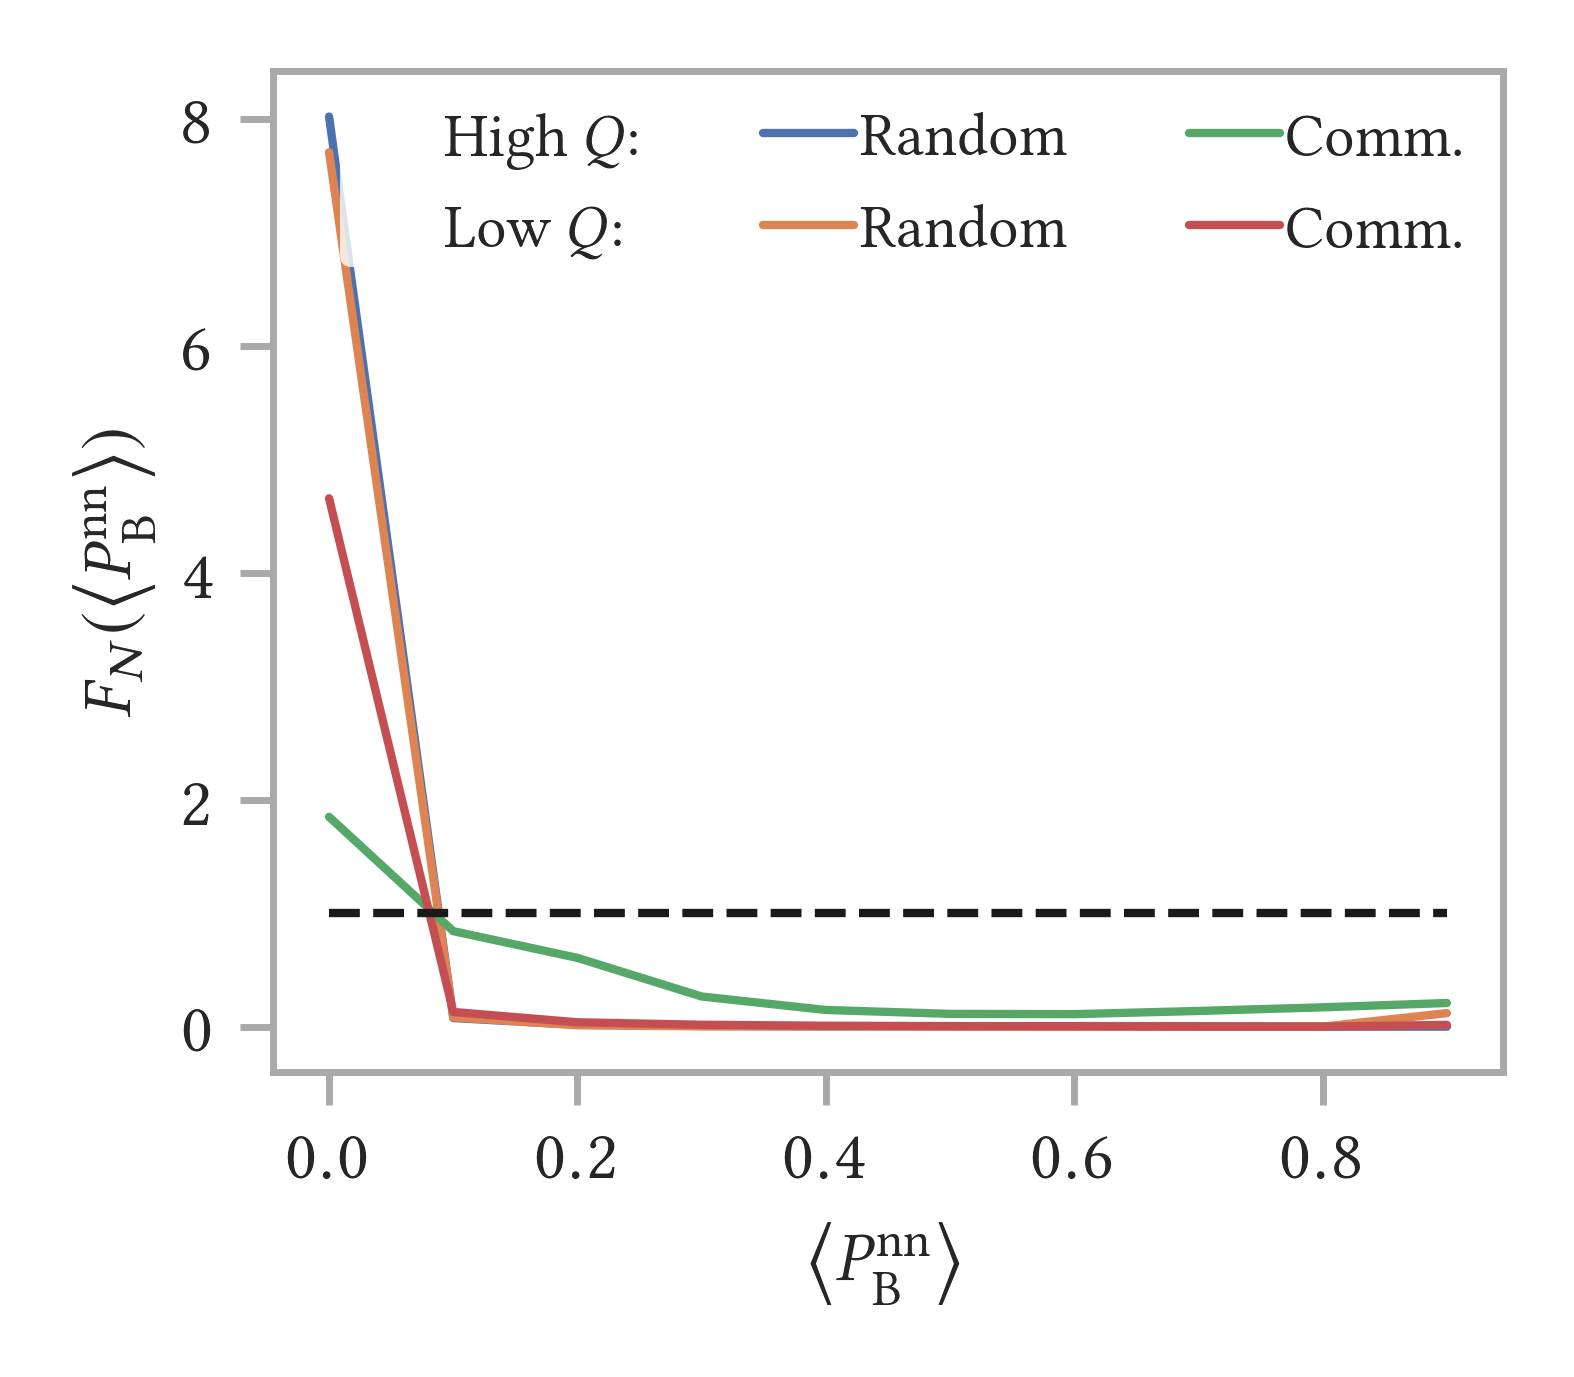 8
6
4
2
0
High Q: Random Comm.
Low Q: Random Comm.
F_N(⟨P_B^nn⟩)
0.0 0.2 0.4 0.6 0.8
⟨P_B^nn⟩